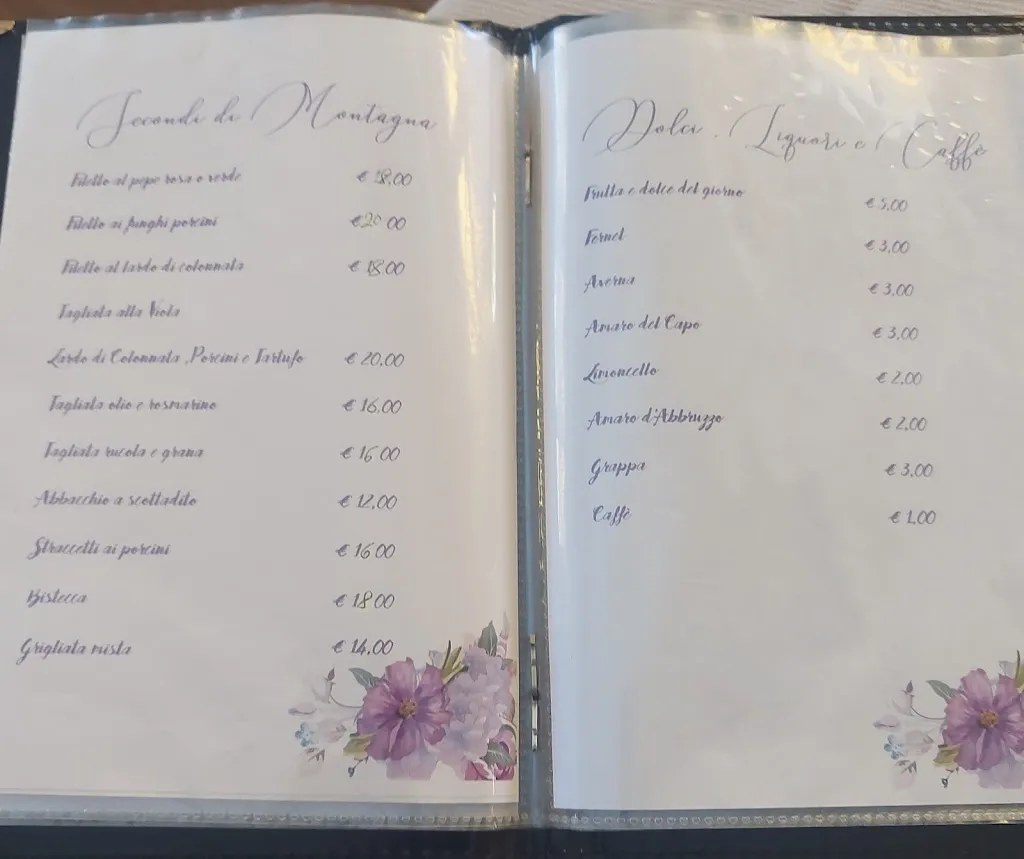 Secondi di Montagna
Filetto al pepe rosa o verde € 18,00
Filetto ai funghi porcini €20,00
Filetto al lardo di colonnata € 18,00
Tagliata alla Viola
Lardo di Colonnata ,Porcini e Tartufo € 20,00
Tagliata olio e rosmarino € 16,00
Tagliata rucola e grana € 16,00
Abbacchio a scottadito € 12,00
Straccetti ai porcini € 16,00
Bistecca € 18,00
Grigliata mista € 14,00
Dolci , Liquori e Caffè
Frutta e dolce del giorno € 5,00
Fernet € 3,00
Averna € 3,00
Amaro del Capo € 3,00
Limoncello € 2,00
Amaro d'Abbruzzo € 2,00
Grappa € 3,00
Caffè € 1,00